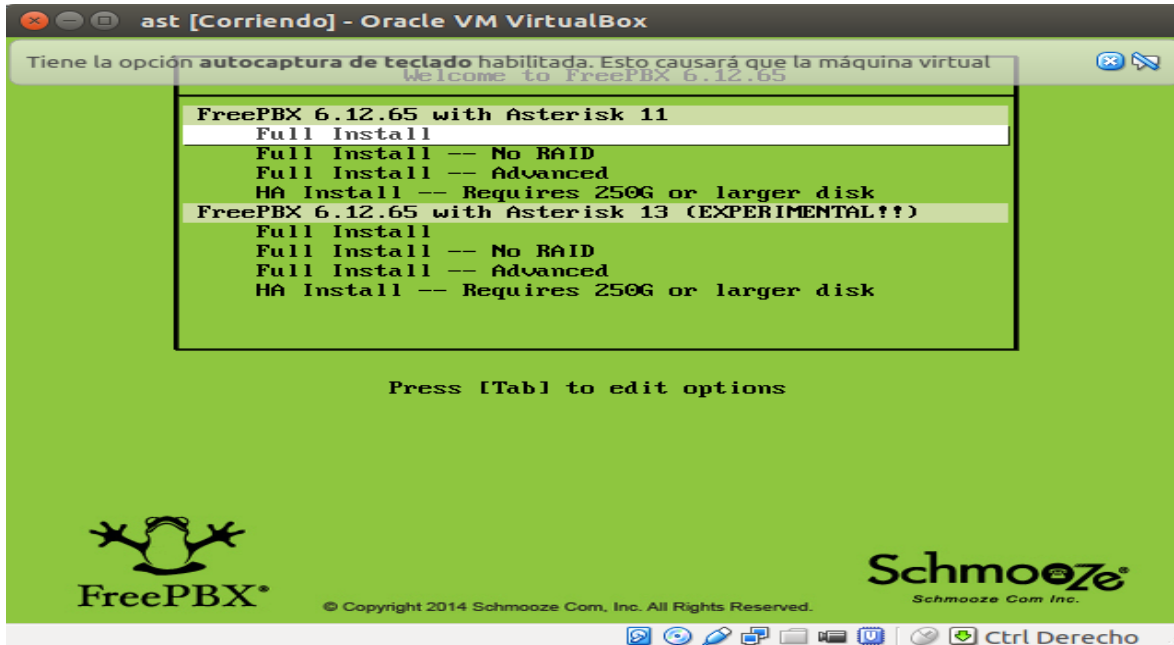 ast [Corriendo] - Oracle VM VirtualBox
Tiene la opción autocaptura de teclado habilitada. Esto causará que la máquina virtual
Welcome to FreePBX 6.12.65
FreePBX 6.12.65 with Asterisk 11
Full Install
Full Install -- No RAID
Full Install -- Advanced
HA Install -- Requires 250G or larger disk
FreePBX 6.12.65 with Asterisk 13 (EXPERIMENTAL!!)
Full Install
Full Install -- No RAID
Full Install -- Advanced
HA Install -- Requires 250G or larger disk
Press [Tab] to edit options
FreePBX®
© Copyright 2014 Schmooze Com, Inc. All Rights Reserved.
Schmooze®
Schmooze Com Inc.
Ctrl Derecho